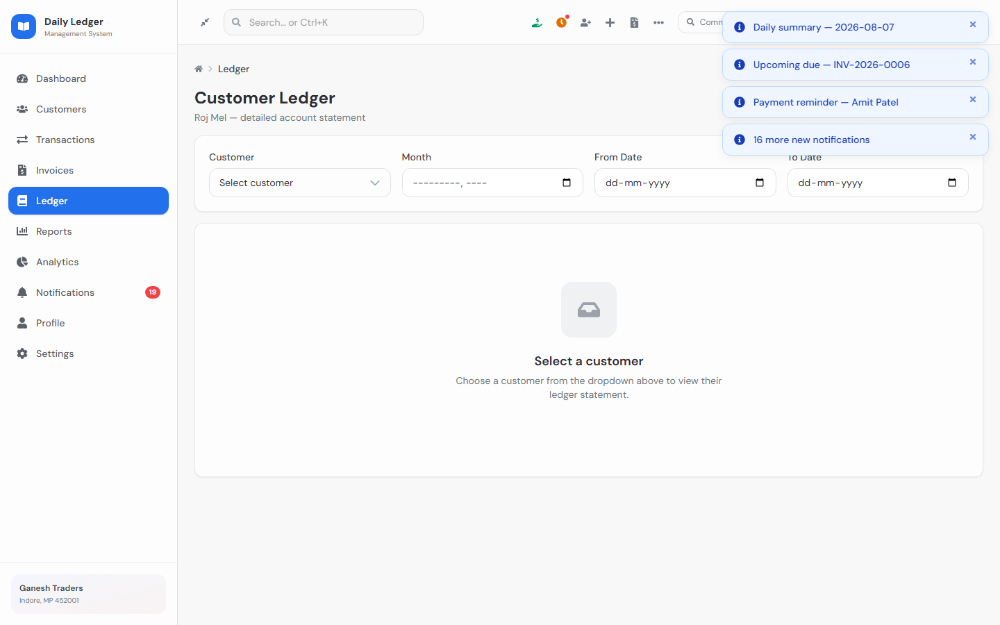 Daily Ledger
Management System
Dashboard
Customers
Transactions
Invoices
Ledger
Reports
Analytics
Notifications 19
Profile
Settings
Ganesh Traders
Indore, MP 452001
Search... or Ctrl+K
Comm
Daily summary — 2026-08-07
Upcoming due — INV-2026-0006
Payment reminder — Amit Patel
16 more new notifications
Ledger
Customer Ledger
Roj Mel — detailed account statement
Customer Month From Date To Date
Select customer ---------, ---- dd-mm-yyyy dd-mm-yyyy
Select a customer
Choose a customer from the dropdown above to view their
ledger statement.